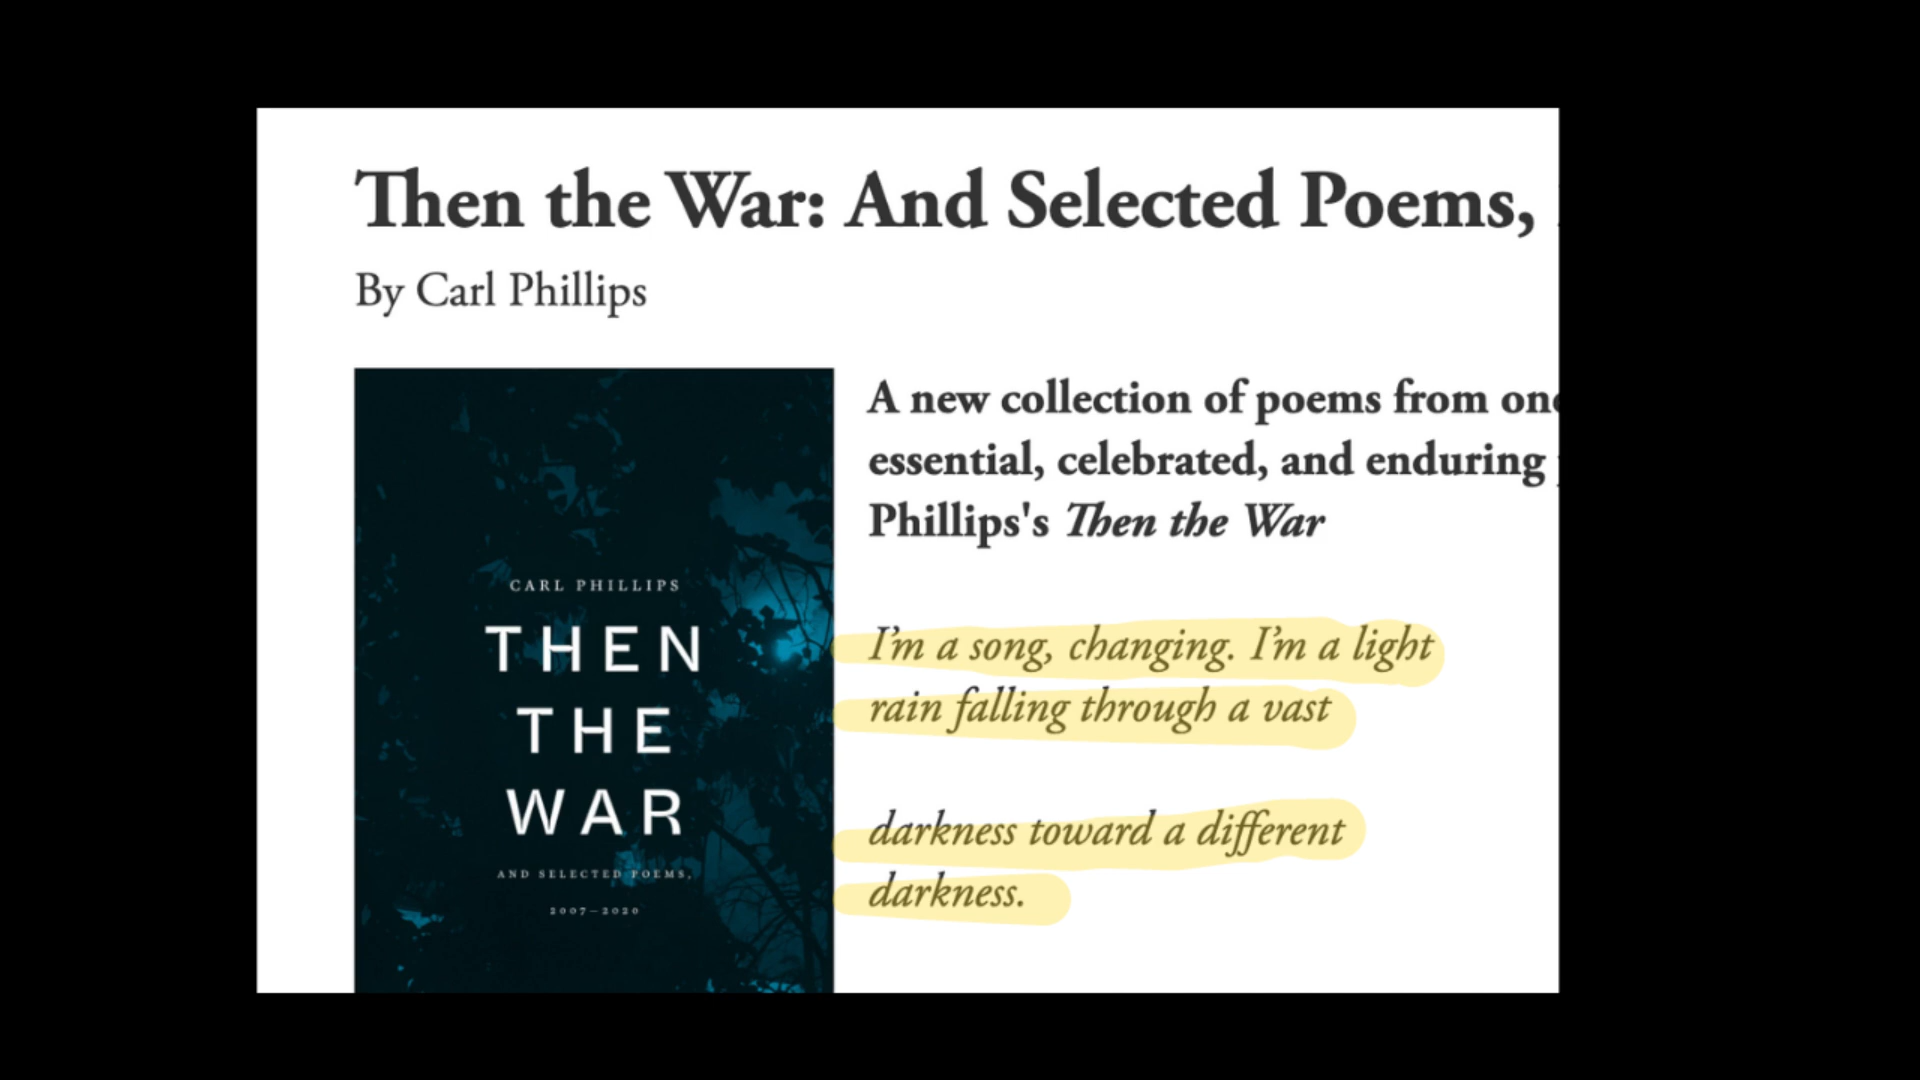 Then the War: And Selected Poems,
By Carl Phillips
CARL PHILLIPS
THEN
THE
WAR
AND SELECTED POEMS,
2007–2020
A new collection of poems from one
essential, celebrated, and enduring
Phillips's Then the War
I’m a song, changing. I’m a light
rain falling through a vast
darkness toward a different
darkness.